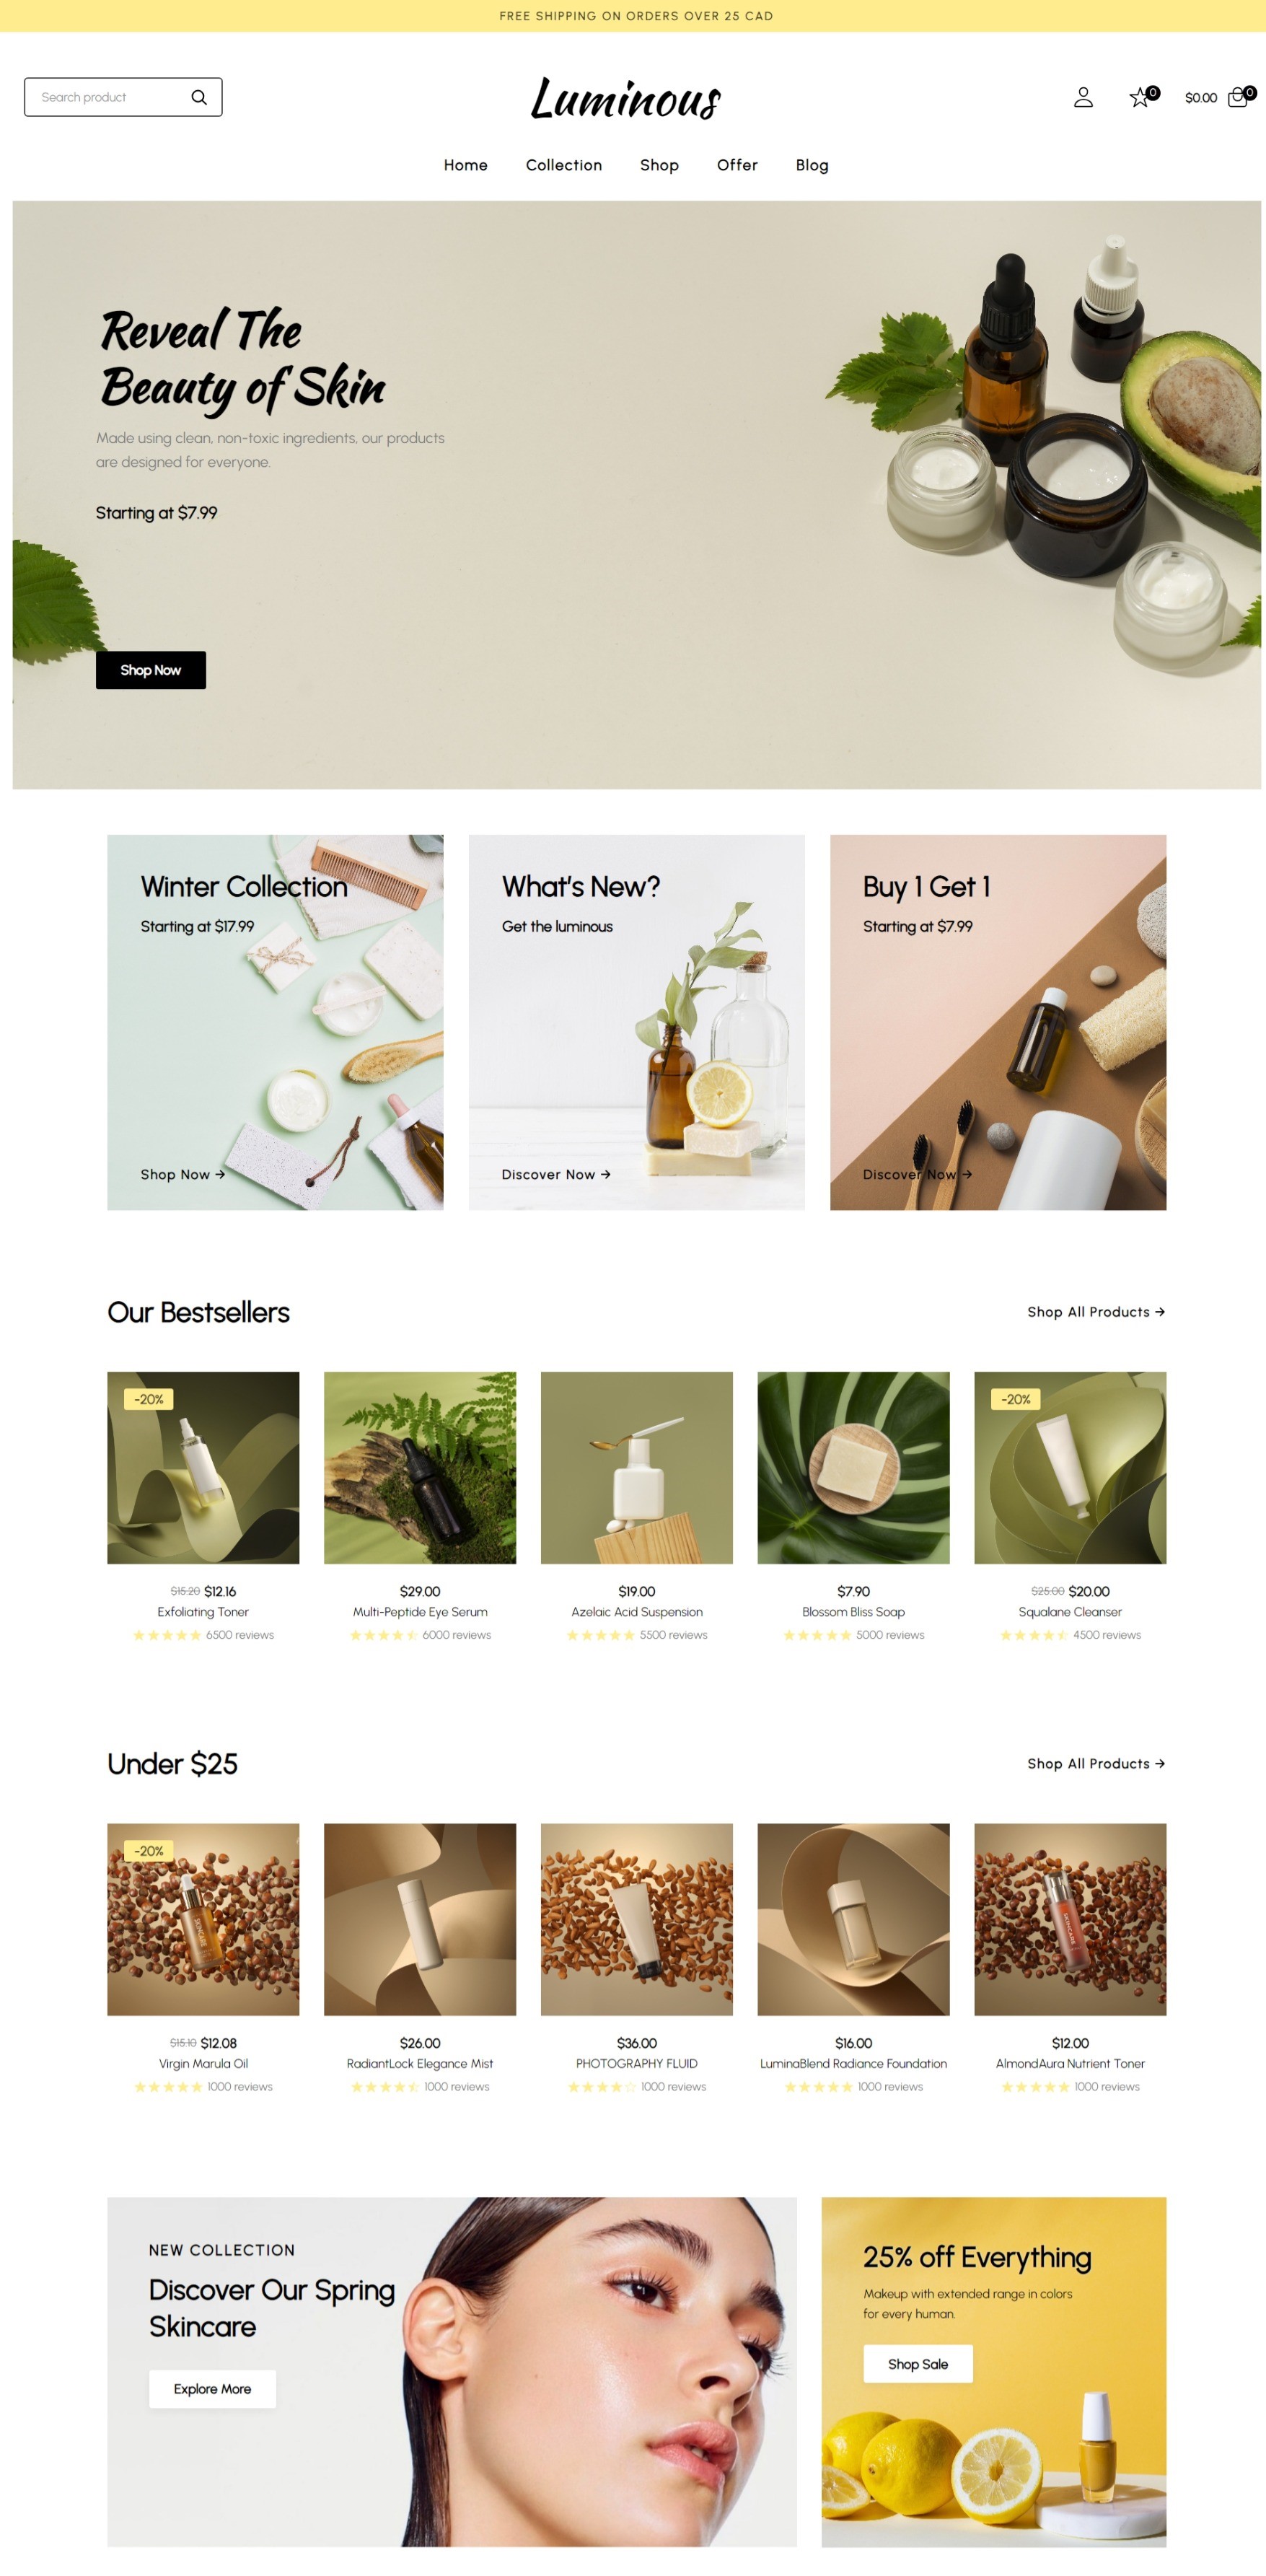 FREE SHIPPING ON ORDERS OVER 25 CAD
Search product
Luminous
0
$0.00
0
Home
Collection
Shop
Offer
Blog
Reveal The
Beauty of Skin
Made using clean, non-toxic ingredients, our products
are designed for everyone.
Starting at $7.99
Shop Now
Winter Collection
Starting at $17.99
Shop Now →
What's New?
Get the luminous
Discover Now →
Buy 1 Get 1
Starting at $7.99
Discover Now →
Our Bestsellers
Shop All Products →
-20%
$15.20 $12.16
Exfoliating Toner
6500 reviews
$29.00
Multi-Peptide Eye Serum
6000 reviews
$19.00
Azelaic Acid Suspension
5500 reviews
$7.90
Blossom Bliss Soap
5000 reviews
-20%
$25.00 $20.00
Squalane Cleanser
4500 reviews
Under $25
Shop All Products →
-20%
SKINCARE
$15.10 $12.08
Virgin Marula Oil
1000 reviews
$26.00
RadiantLock Elegance Mist
1000 reviews
$36.00
PHOTOGRAPHY FLUID
1000 reviews
$16.00
LuminaBlend Radiance Foundation
1000 reviews
SKINCARE
$12.00
AlmondAura Nutrient Toner
1000 reviews
NEW COLLECTION
Discover Our Spring
Skincare
Explore More
25% off Everything
Makeup with extended range in colors
for every human.
Shop Sale